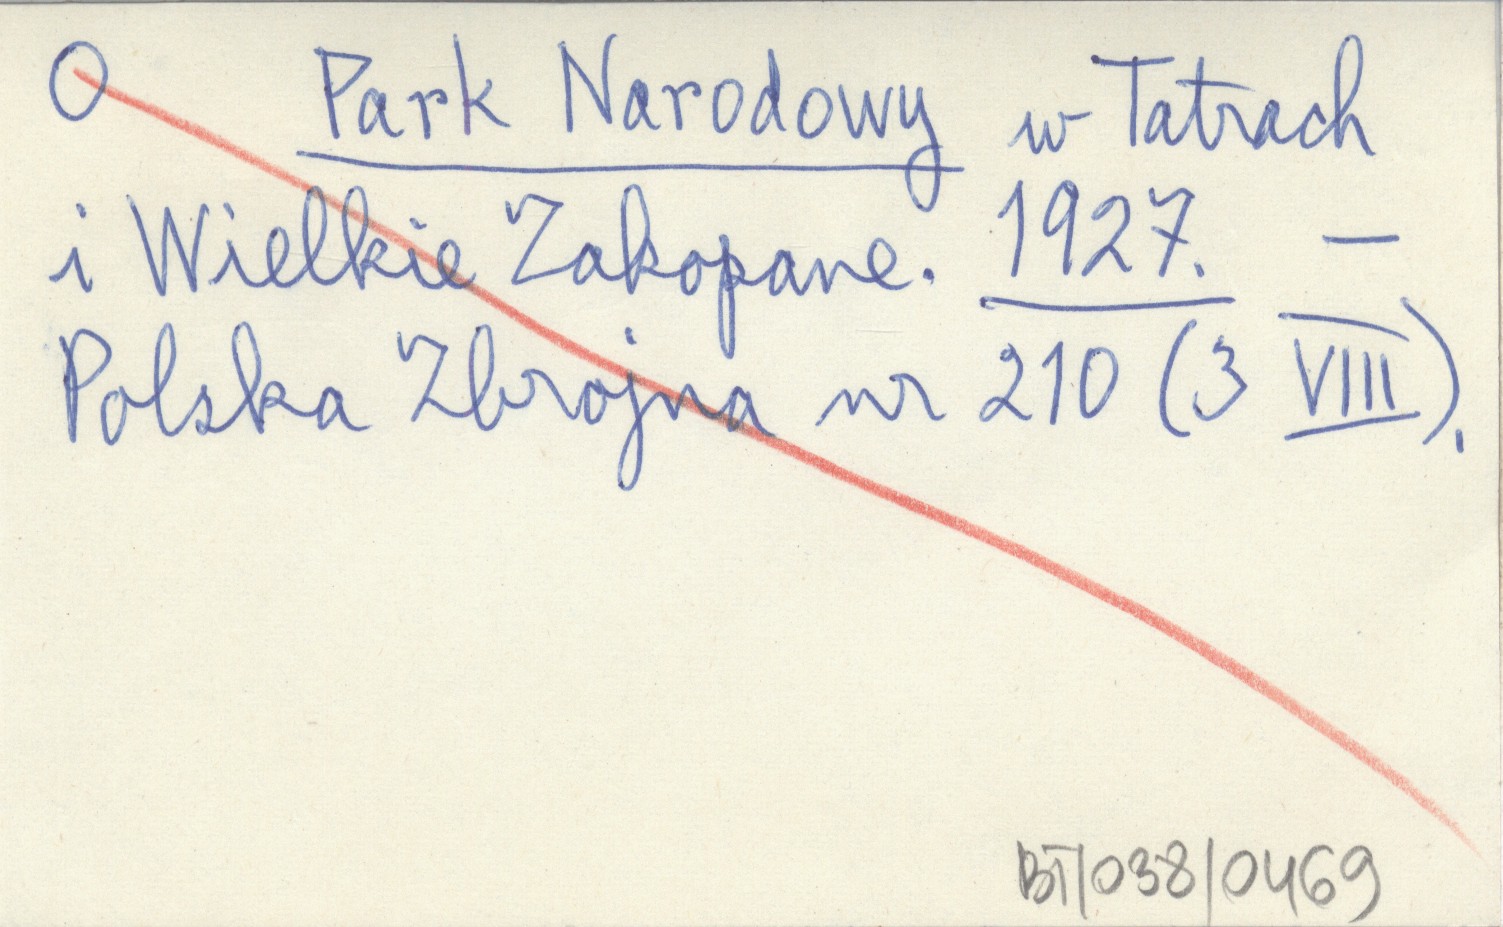 O Park Narodowy w Tatrach
i Wielkie Zakopane. 1927. —
Polska Zbrojna nr 210 (3 VIII).
BT/038/0469